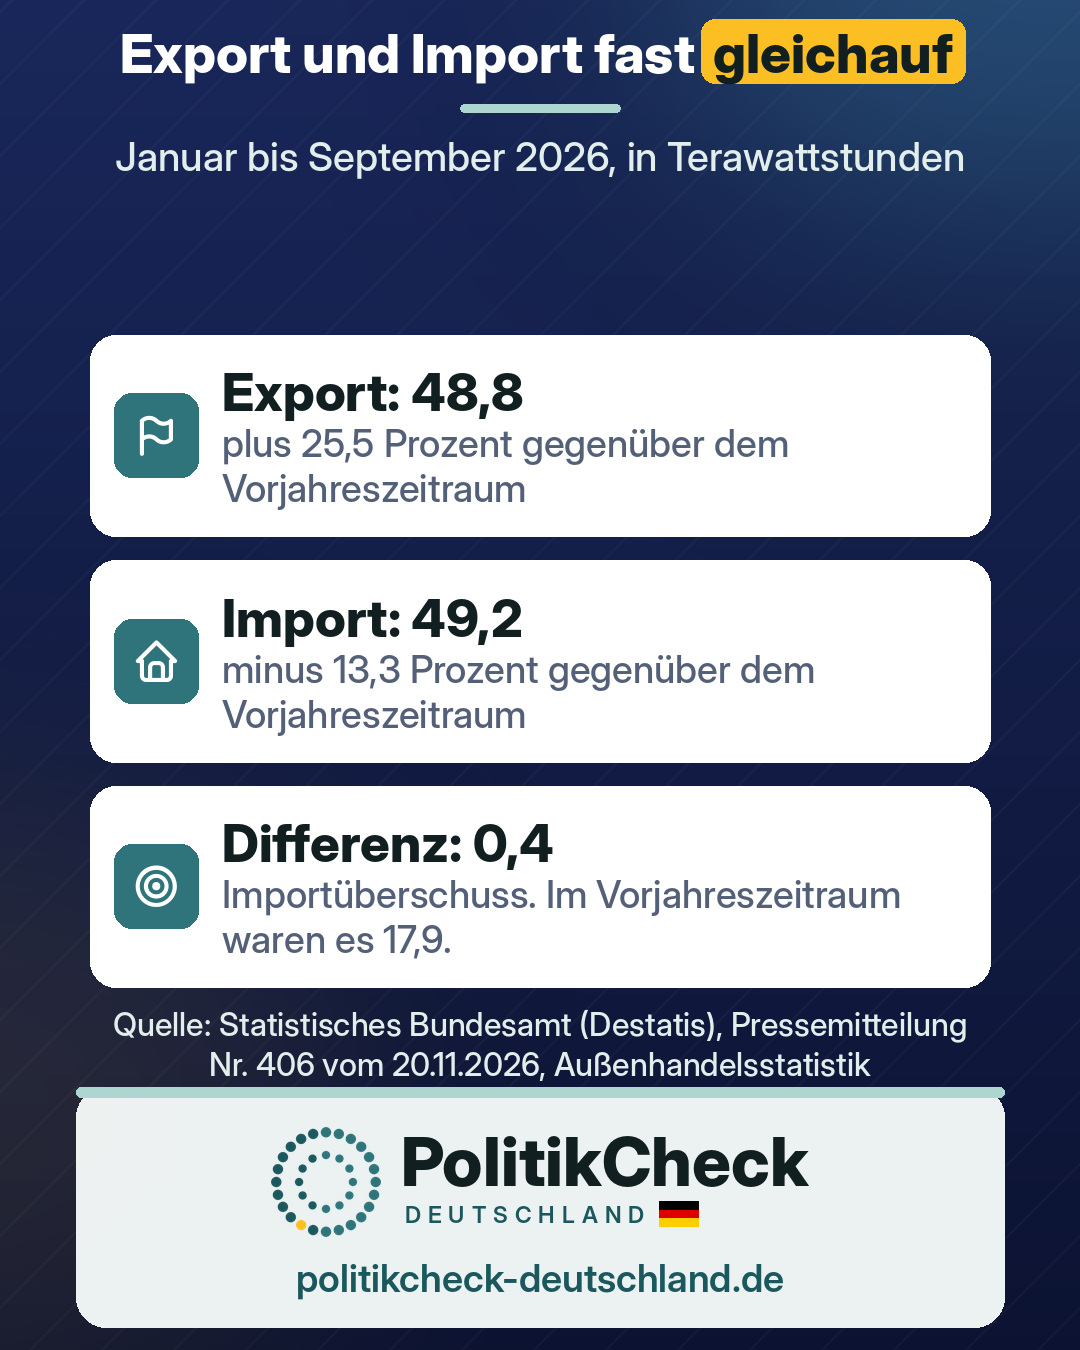 Export und Import fast gleichauf
Januar bis September 2026, in Terawattstunden
Export: 48,8
plus 25,5 Prozent gegenüber dem
Vorjahreszeitraum
Import: 49,2
minus 13,3 Prozent gegenüber dem
Vorjahreszeitraum
Differenz: 0,4
Importüberschuss. Im Vorjahreszeitraum
waren es 17,9.
Quelle: Statistisches Bundesamt (Destatis), Pressemitteilung
Nr. 406 vom 20.11.2026, Außenhandelsstatistik
PolitikCheck
DEUTSCHLAND
politikcheck-deutschland.de